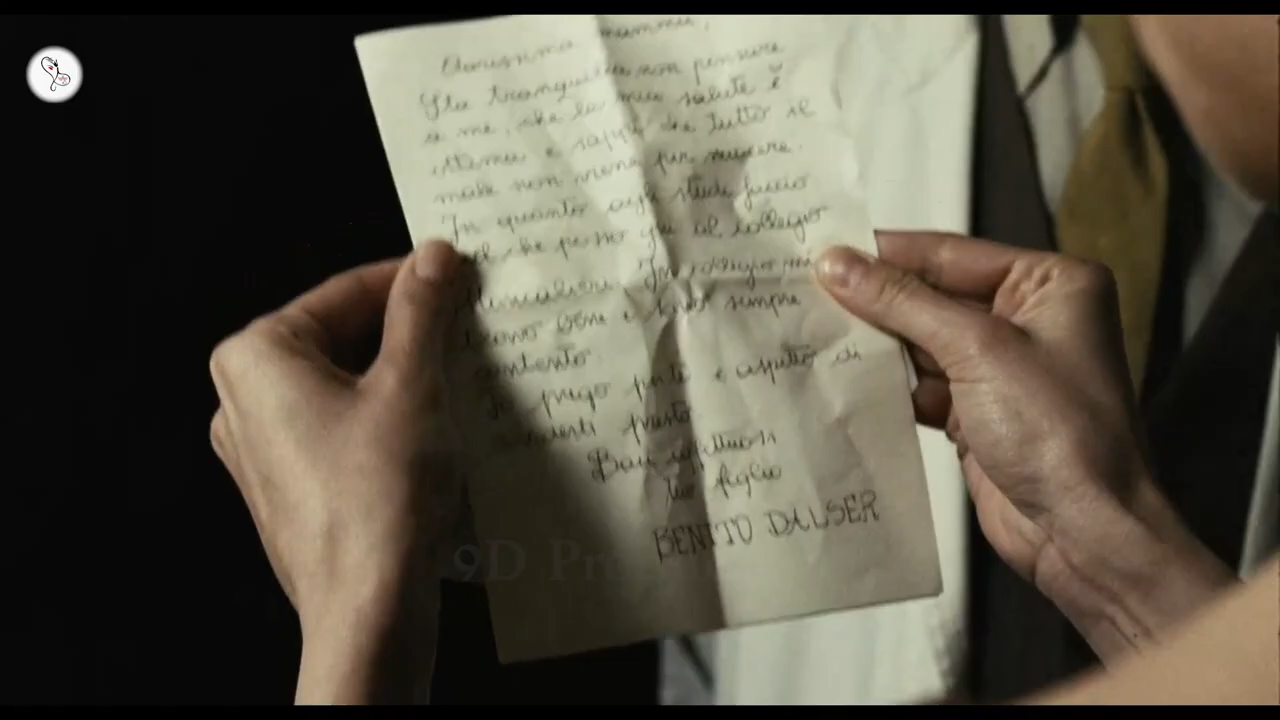 Carissima mamma,
Sta tranquilla non pensare
a me, che la mia salute è
ottima e sappi che tutto il
male non viene per nuocere.
In quanto agli studi faccio
quel che posso qui al collegio
In collegio mi
trovo bene e sempre
contento.
Ti prego e aspetto di
presto
Baci affettuosi
tuo figlio
BENITO DALSER
9D